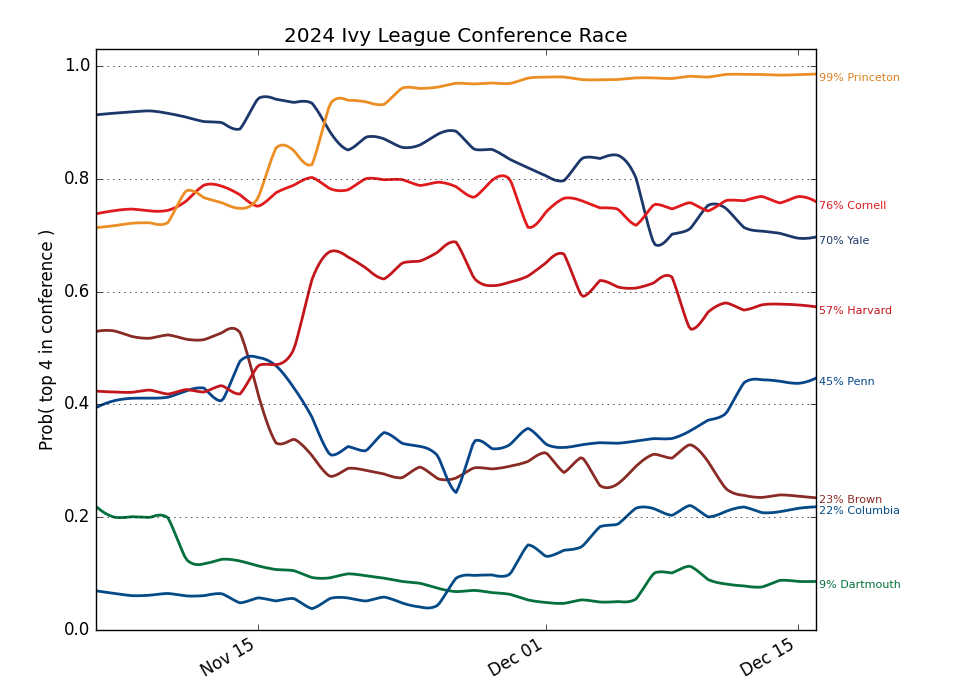 2024 Ivy League Conference Race
Prob( top 4 in conference )
1.0
0.8
0.6
0.4
0.2
0.0
Nov 15
Dec 01
Dec 15
99% Princeton
76% Cornell
70% Yale
57% Harvard
45% Penn
23% Brown
22% Columbia
9% Dartmouth